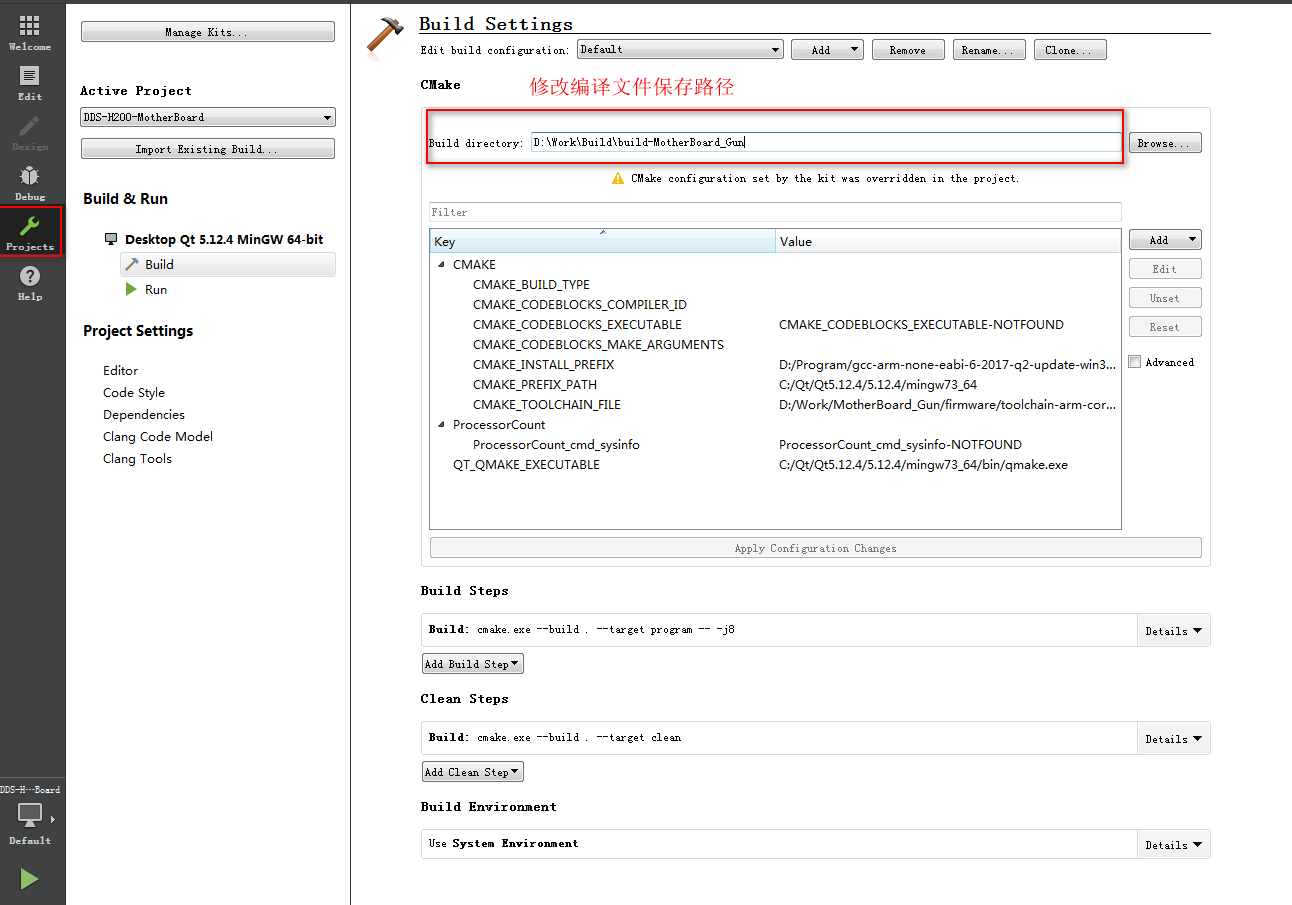 Welcome
Edit
Design
Debug
Projects
Help
DDS-H···Board
Default
Manage Kits...
Active Project
DDS-H200-MotherBoard
Import Existing Build...
Build & Run
Desktop Qt 5.12.4 MinGW 64-bit
Build
Run
Project Settings
Editor
Code Style
Dependencies
Clang Code Model
Clang Tools
Build Settings
Edit build configuration: Default Add Remove Rename... Clone...
CMake 修改编译文件保存路径
Build directory: D:\Work\Build\build-MotherBoard_Gun Browse...
CMake configuration set by the kit was overridden in the project.
Filter
Key Value Add
CMAKE
CMAKE_BUILD_TYPE Edit
CMAKE_CODEBLOCKS_COMPILER_ID Unset
CMAKE_CODEBLOCKS_EXECUTABLE CMAKE_CODEBLOCKS_EXECUTABLE-NOTFOUND Reset
CMAKE_CODEBLOCKS_MAKE_ARGUMENTS
CMAKE_INSTALL_PREFIX D:/Program/gcc-arm-none-eabi-6-2017-q2-update-win3... Advanced
CMAKE_PREFIX_PATH C:/Qt/Qt5.12.4/5.12.4/mingw73_64
CMAKE_TOOLCHAIN_FILE D:/Work/MotherBoard_Gun/firmware/toolchain-arm-cor...
ProcessorCount
ProcessorCount_cmd_sysinfo ProcessorCount_cmd_sysinfo-NOTFOUND
QT_QMAKE_EXECUTABLE C:/Qt/Qt5.12.4/5.12.4/mingw73_64/bin/qmake.exe
Apply Configuration Changes
Build Steps
Build: cmake.exe --build . --target program -- -j8 Details
Add Build Step
Clean Steps
Build: cmake.exe --build . --target clean Details
Add Clean Step
Build Environment
Use System Environment Details